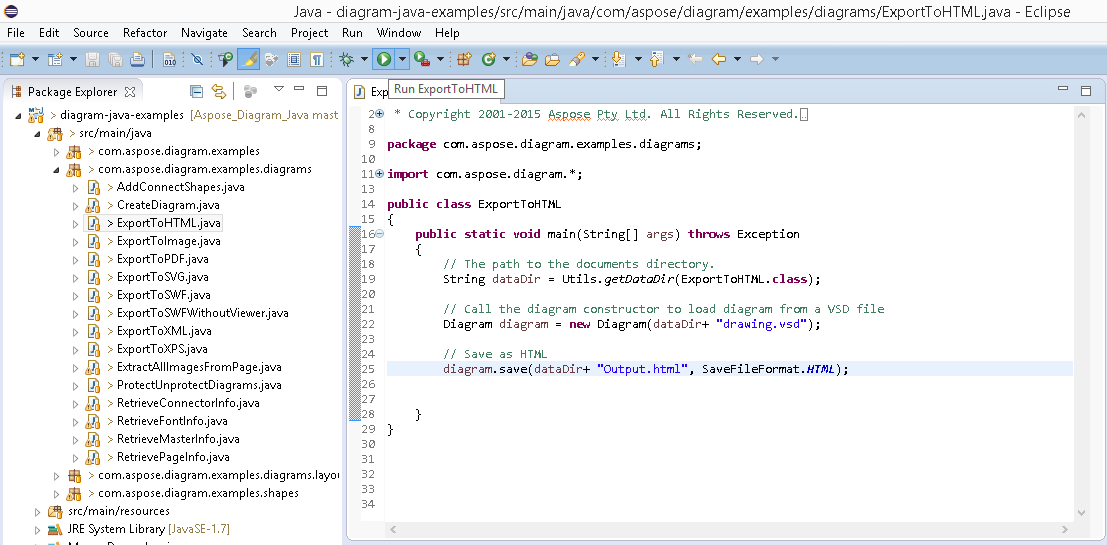 Java - diagram-java-examples/src/main/java/com/aspose/diagram/examples/diagrams/ExportToHTML.java - Eclipse
File Edit Source Refactor Navigate Search Project Run Window Help
Run ExportToHTML
Package Explorer
> diagram-java-examples [Aspose_Diagram_Java mast
> src/main/java
> com.aspose.diagram.examples
> com.aspose.diagram.examples.diagrams
> AddConnectShapes.java
> CreateDiagram.java
> ExportToHTML.java
> ExportToImage.java
> ExportToPDF.java
> ExportToSVG.java
> ExportToSWF.java
> ExportToSWFWithoutViewer.java
> ExportToXML.java
> ExportToXPS.java
> ExtractAllImagesFromPage.java
> ProtectUnprotectDiagrams.java
> RetrieveConnectorInfo.java
> RetrieveFontInfo.java
> RetrieveMasterInfo.java
> RetrievePageInfo.java
> com.aspose.diagram.examples.diagrams.layou
> com.aspose.diagram.examples.shapes
src/main/resources
JRE System Library [JavaSE-1.7]
Exp
2 * Copyright 2001-2015 Aspose Pty Ltd. All Rights Reserved.
8
9 package com.aspose.diagram.examples.diagrams;
10
11 import com.aspose.diagram.*;
13
14 public class ExportToHTML
15 {
16 public static void main(String[] args) throws Exception
17 {
18 // The path to the documents directory.
19 String dataDir = Utils.getDataDir(ExportToHTML.class);
20
21 // Call the diagram constructor to load diagram from a VSD file
22 Diagram diagram = new Diagram(dataDir+ "drawing.vsd");
23
24 // Save as HTML
25 diagram.save(dataDir+ "Output.html", SaveFileFormat.HTML);
26
27
28 }
29 }
30
31
32
33
34